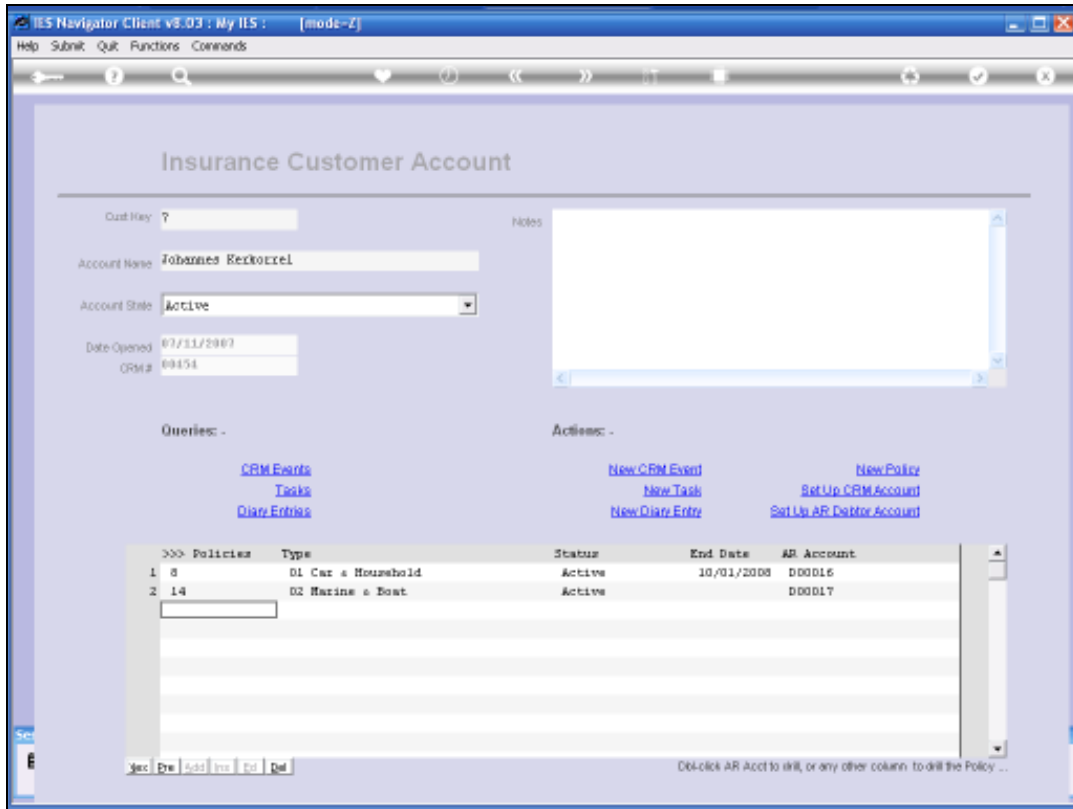 IES Navigator Client v8.03 : My IES : [mode=Z]
Help Submit Quit Functions Commands
Insurance Customer Account
Cust Key 7
Notes
Account Name Johannes Kerkorrel
Account State Active
Date Opened 07/11/2007
CRM # 00454
Queries: -
Actions: -
CRM Events
New CRM Event
New Policy
Tasks
New Task
Set Up CRM Account
Diary Entries
New Diary Entry
Set Up AR Debtor Account
>>> Policies Type Status End Date AR Account
1 8 01 Car & Household Active 10/01/2008 D00016
2 14 02 Marine & Boat Active D00017
Nex Pre Add Ins Ed Del
Dbl-click AR Acct to drill, or any other column to drill the Policy ...